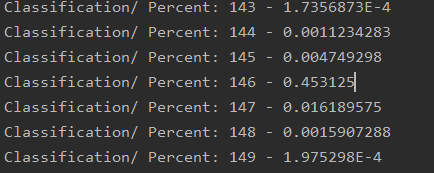 Classification/ Percent: 143 - 1.7356873E-4
Classification/ Percent: 144 - 0.0011234283
Classification/ Percent: 145 - 0.004749298
Classification/ Percent: 146 - 0.453125
Classification/ Percent: 147 - 0.016189575
Classification/ Percent: 148 - 0.0015907288
Classification/ Percent: 149 - 1.975298E-4